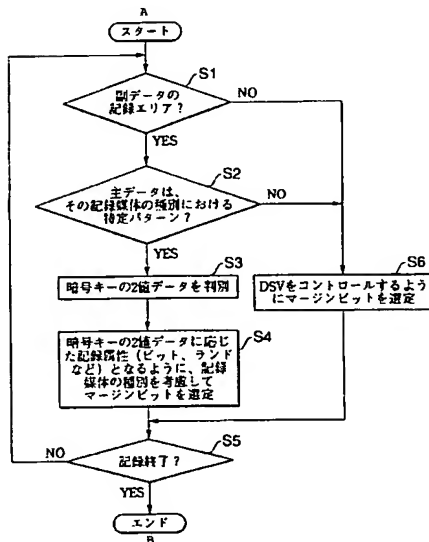 A
スタート
S1
副データの
記録エリア?
NO
YES
S2
主データは、
その記録媒体の種別における
特定パターン?
NO
YES
S3
暗号キーの2値データを判別
S6
DSVをコントロールするよう
にマージンビットを選定
S4
暗号キーの2値データに応じ
た記録属性(ピット、ランド
など)となるように、記録
媒体の種別を考慮して
マージンビットを選定
S5
NO
記録終了?
YES
エンド
B